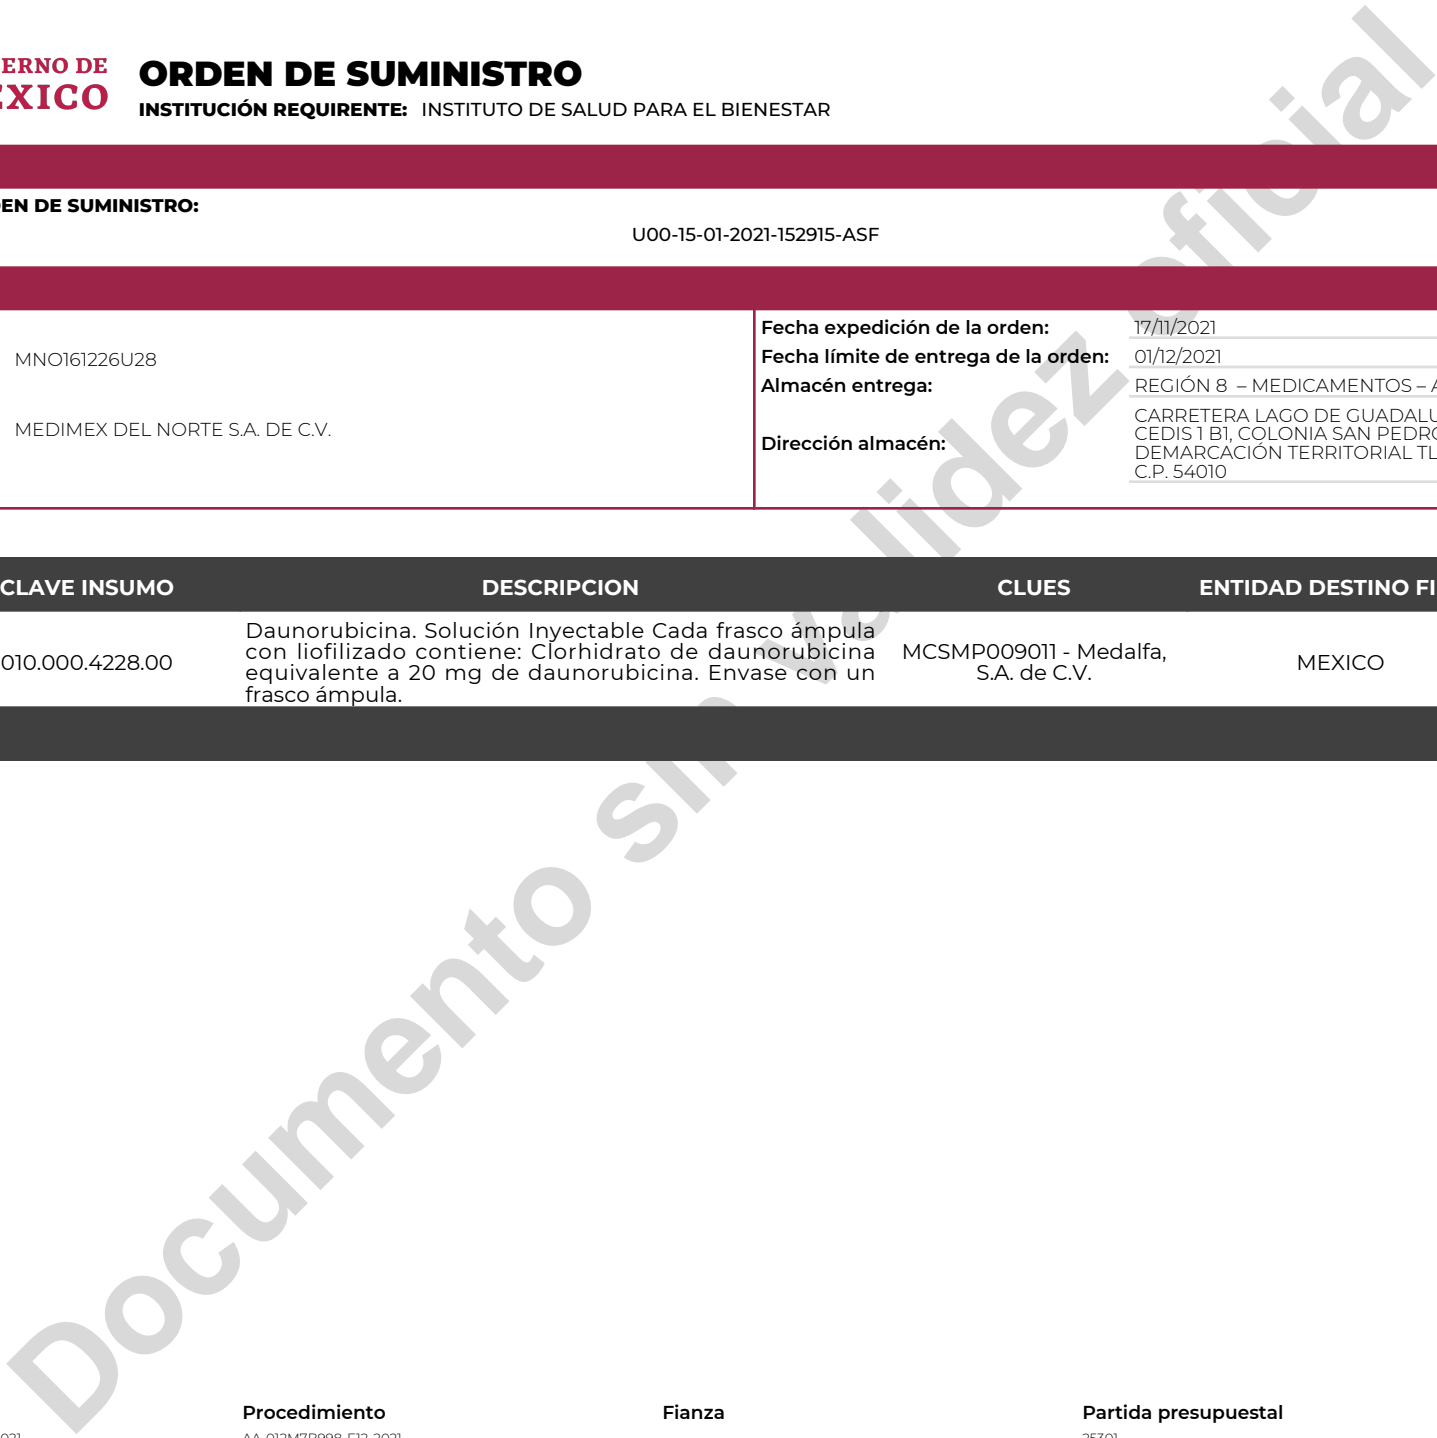 ERNO DE
ÉXICO
ORDEN DE SUMINISTRO
INSTITUCIÓN REQUIRENTE: INSTITUTO DE SALUD PARA EL BIENESTAR
EN DE SUMINISTRO:
U00-15-01-2021-152915-ASF
MNO161226U28
MEDIMEX DEL NORTE S.A. DE C.V.
Fecha expedición de la orden: 17/11/2021
Fecha límite de entrega de la orden: 01/12/2021
Almacén entrega: REGIÓN 8 – MEDICAMENTOS – A
Dirección almacén:
CARRETERA LAGO DE GUADALU
CEDIS 1 B1, COLONIA SAN PEDRO
DEMARCACIÓN TERRITORIAL TL
C.P. 54010
CLAVE INSUMO DESCRIPCION CLUES ENTIDAD DESTINO FI
010.000.4228.00
Daunorubicina. Solución Inyectable Cada frasco ámpula
con liofilizado contiene: Clorhidrato de daunorubicina
equivalente a 20 mg de daunorubicina. Envase con un
frasco ámpula.
MCSMP009011 - Medalfa,
S.A. de C.V.
MEXICO
Documento sin validez oficial
Procedimiento Fianza Partida presupuestal